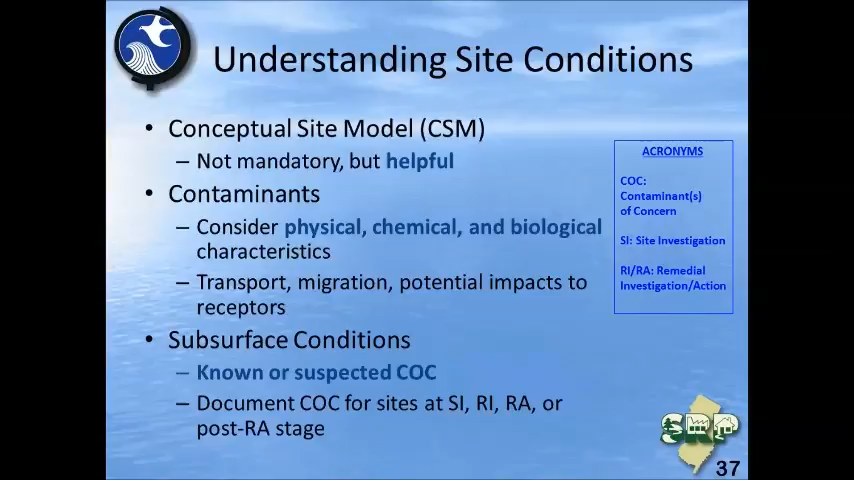 Understanding Site Conditions
• Conceptual Site Model (CSM)
– Not mandatory, but helpful
• Contaminants
– Consider physical, chemical, and biological
characteristics
– Transport, migration, potential impacts to
receptors
• Subsurface Conditions
– Known or suspected COC
– Document COC for sites at SI, RI, RA, or
post-RA stage
ACRONYMS
COC:
Contaminant(s)
of Concern
SI: Site Investigation
RI/RA: Remedial
Investigation/Action
SRP
37